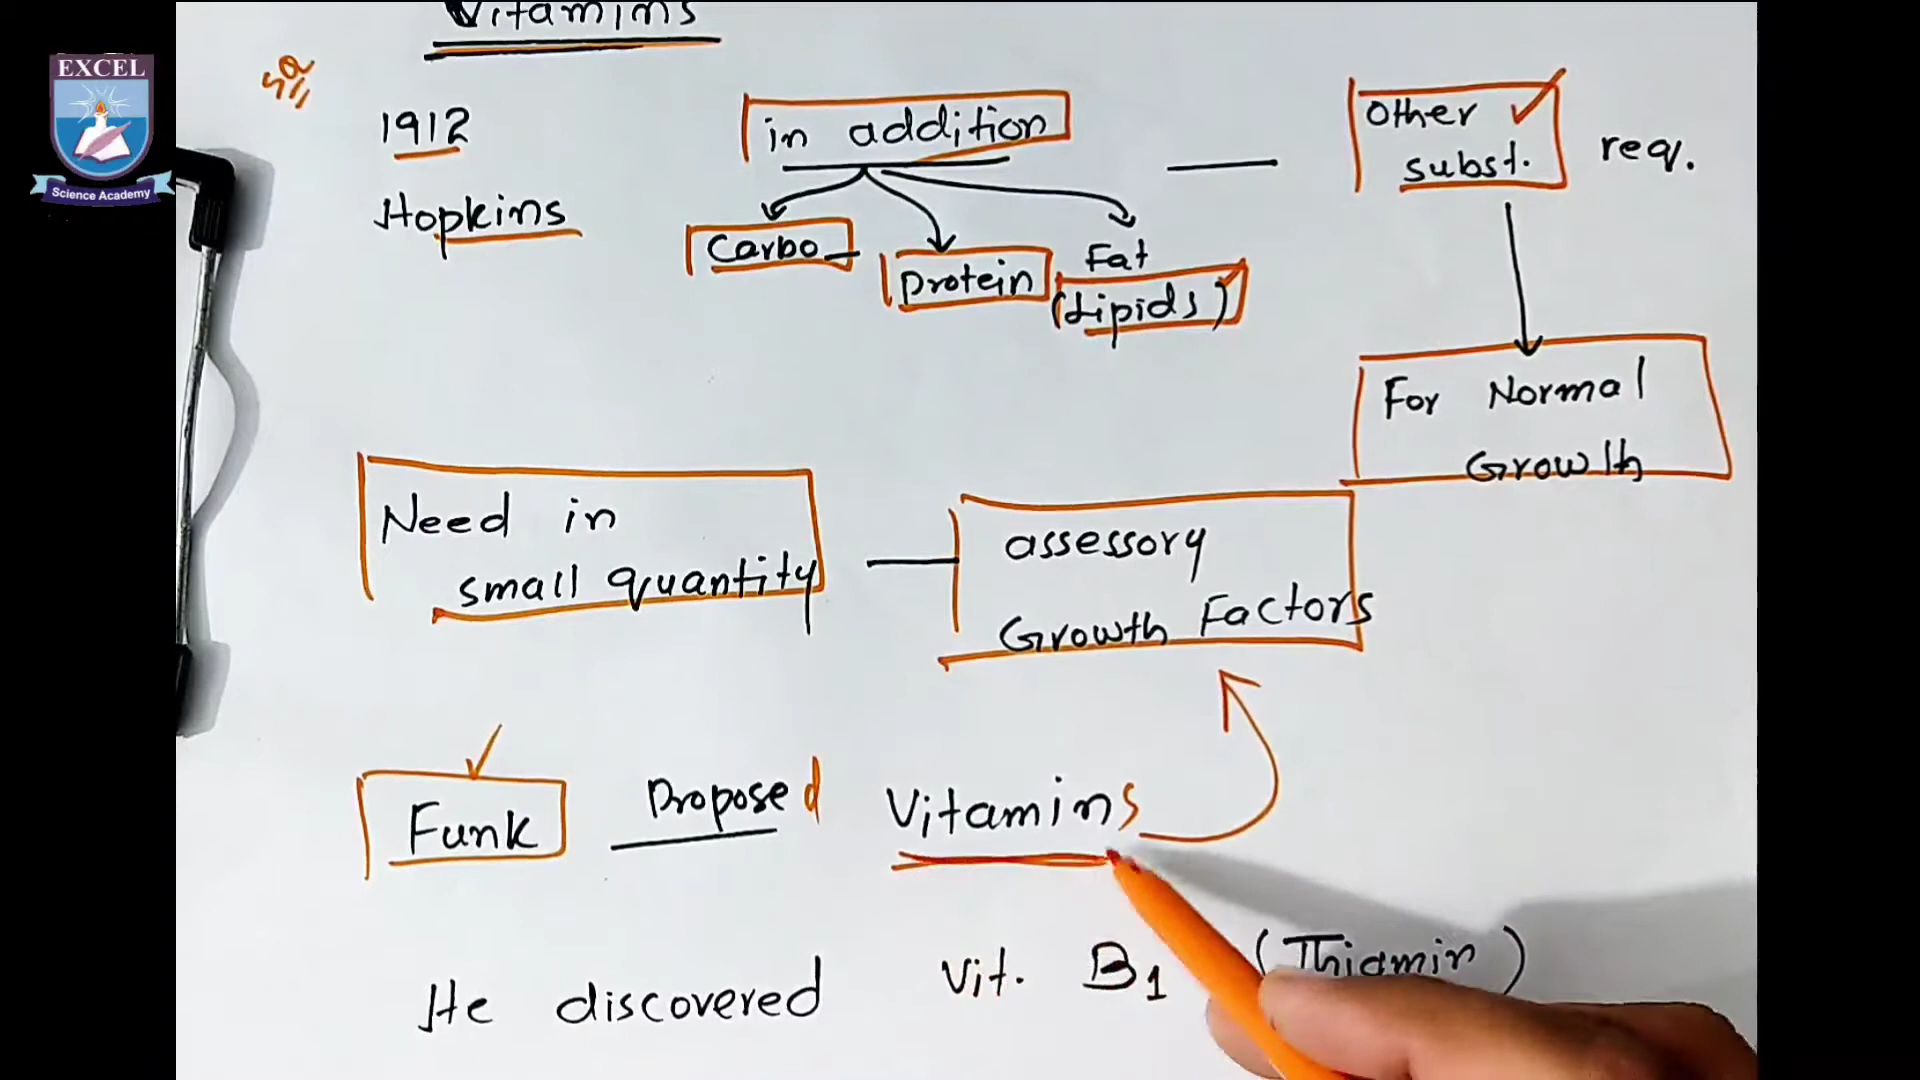 Vitamins
EXCEL
Science Academy
SQ
1912
Hopkins
in addition
Carbo
Protein
Fat
(Lipids)
Other
subst.
req.
For Normal
Growth
Need in
small quantity
assessory
Growth Factors
Funk
Proposed
Vitamins
He discovered
Vit. B1
(Thiamin)